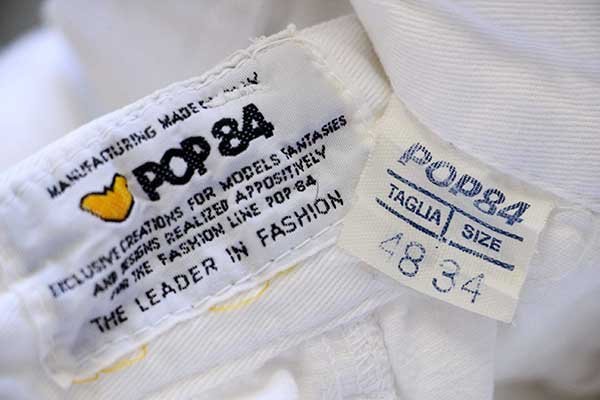 MANUFACTURING MADE
POP 84
EXCLUSIVE CREATIONS FOR MODELS FANTASIES
AND DESIGNS REALIZED APPOSITIVELY
FOR THE FASHION LINE POP 84
THE LEADER IN FASHION
POP84
TAGLIA SIZE
48 34